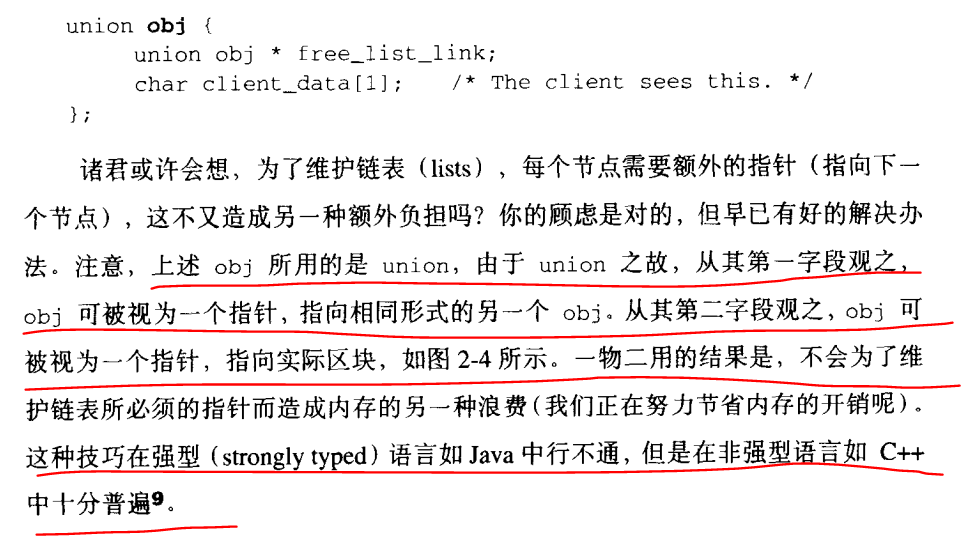 union obj {
union obj * free_list_link;
char client_data[1];    /* The client sees this. */
};
诸君或许会想，为了维护链表（lists），每个节点需要额外的指针（指向下一
个节点），这不又造成另一种额外负担吗？你的顾虑是对的，但早已有好的解决办
法。注意，上述 obj 所用的是 union，由于 union 之故，从其第一字段观之，
obj 可被视为一个指针，指向相同形式的另一个 obj。从其第二字段观之，obj 可
被视为一个指针，指向实际区块，如图 2-4 所示。一物二用的结果是，不会为了维
护链表所必须的指针而造成内存的另一种浪费（我们正在努力节省内存的开销呢）。
这种技巧在强型（strongly typed）语言如 Java 中行不通，但是在非强型语言如 C++
中十分普遍9。